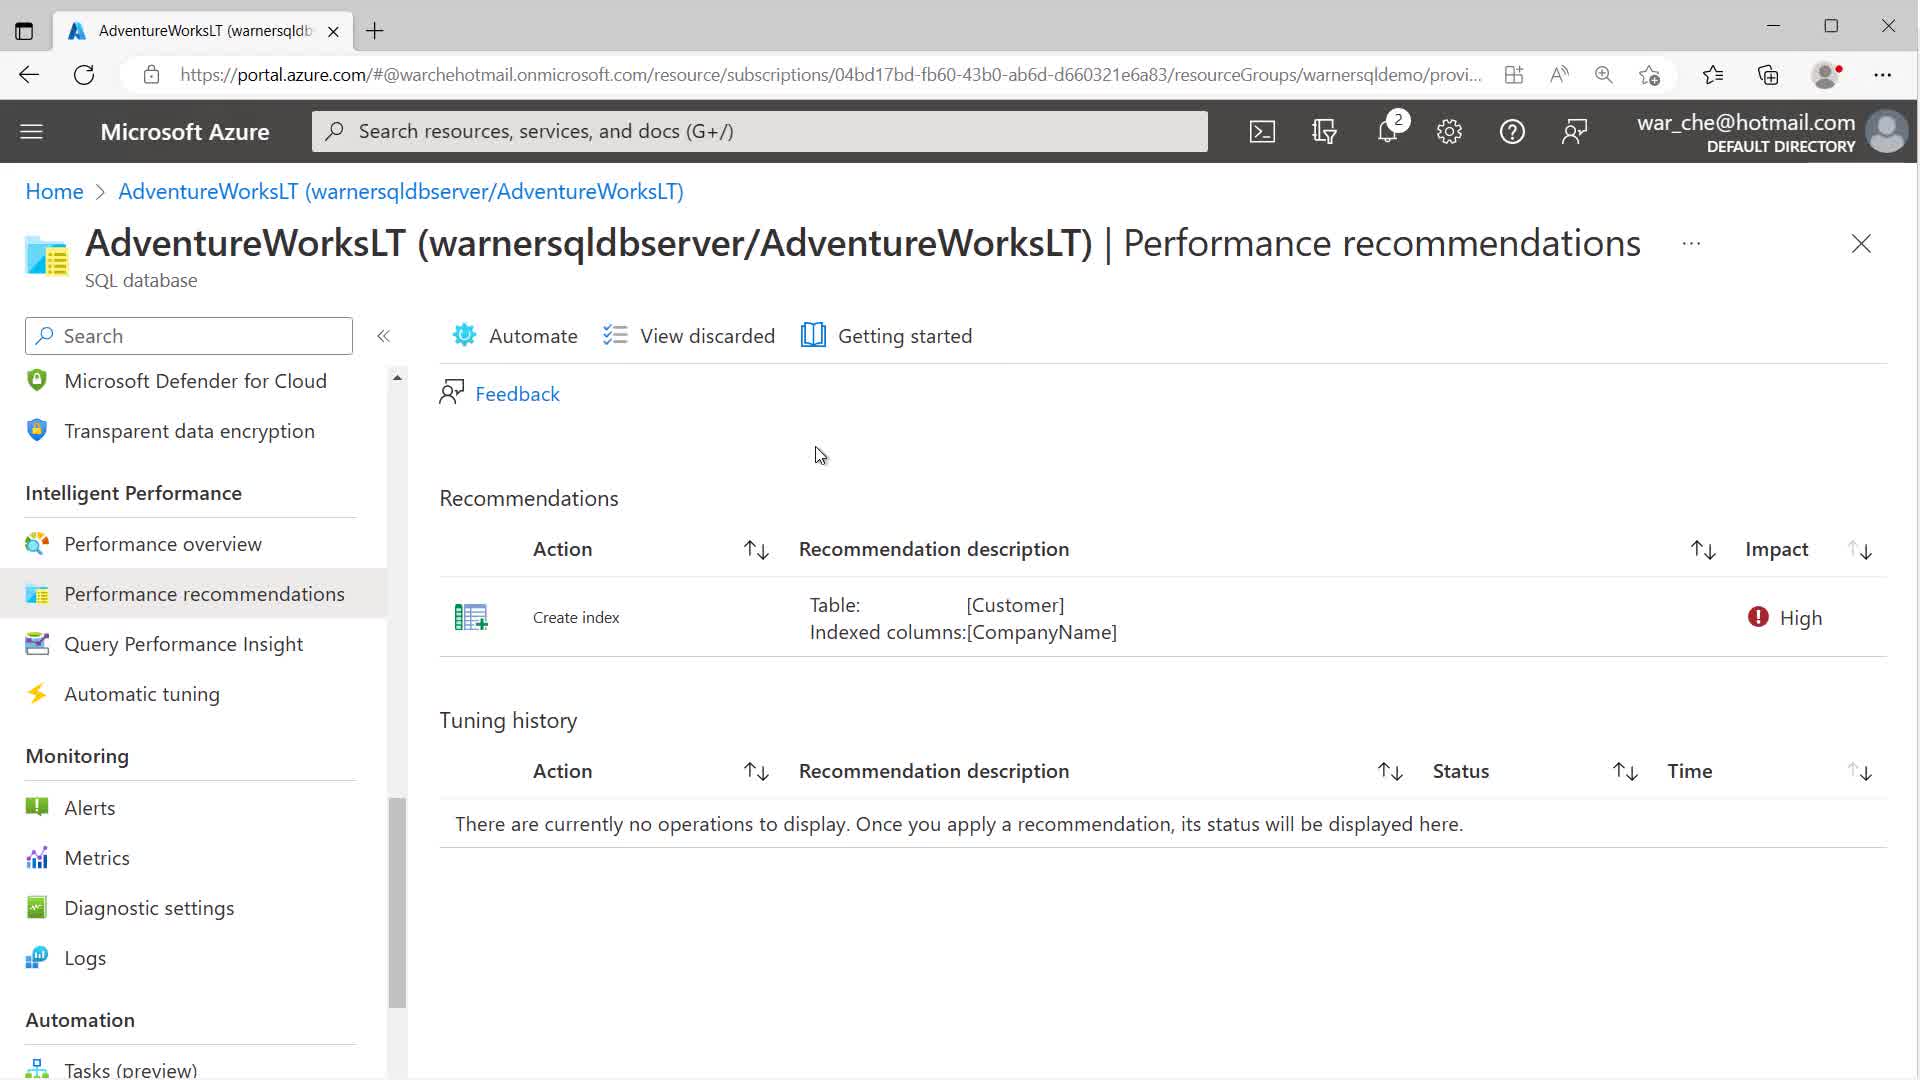 AdventureWorksLT (warnersqldb
https://portal.azure.com/#@warchehotmail.onmicrosoft.com/resource/subscriptions/04bd17bd-fb60-43b0-ab6d-d660321e6a83/resourceGroups/warnersqldemo/provi...
Microsoft Azure
Search resources, services, and docs (G+/)
2
war_che@hotmail.com
DEFAULT DIRECTORY
Home > AdventureWorksLT (warnersqldbserver/AdventureWorksLT)
AdventureWorksLT (warnersqldbserver/AdventureWorksLT) | Performance recommendations ...
SQL database
Search
Automate View discarded Getting started
Feedback
Microsoft Defender for Cloud
Transparent data encryption
Intelligent Performance
Performance overview
Performance recommendations
Query Performance Insight
Automatic tuning
Monitoring
Alerts
Metrics
Diagnostic settings
Logs
Automation
Tasks (preview)
Recommendations
Action Recommendation description Impact
Create index
Table: [Customer]
Indexed columns:[CompanyName]
High
Tuning history
Action Recommendation description Status Time
There are currently no operations to display. Once you apply a recommendation, its status will be displayed here.